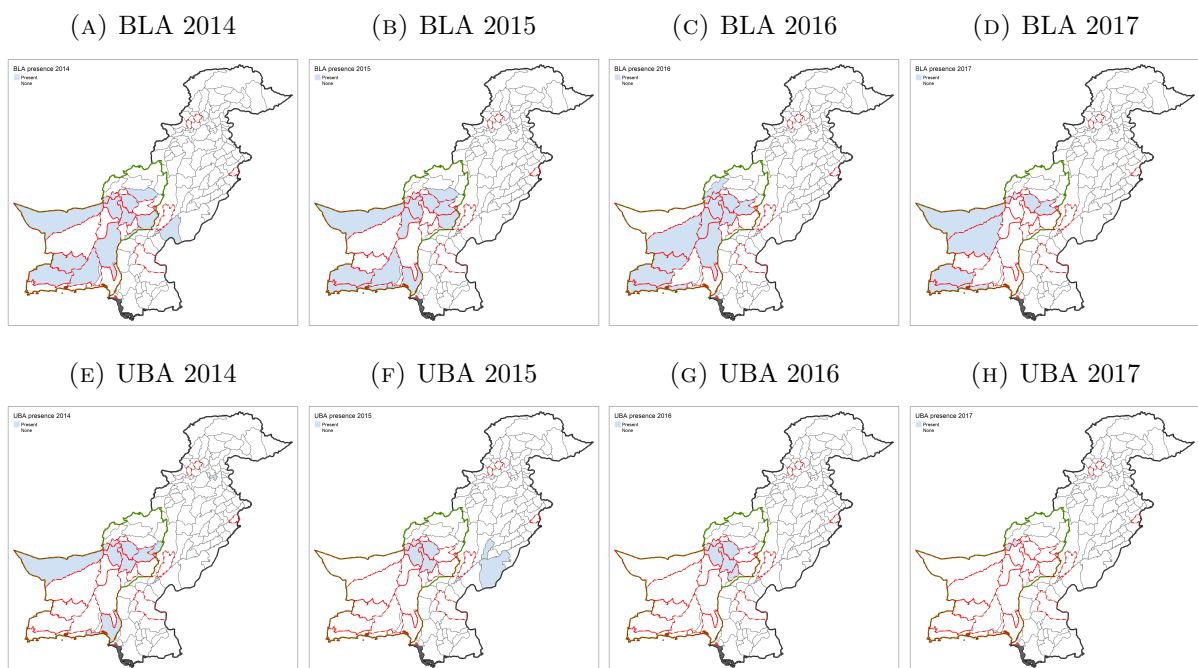 (A) BLA 2014
(B) BLA 2015
(C) BLA 2016
(D) BLA 2017
BLA presence 2014
Present
None
BLA presence 2015
Present
None
BLA presence 2016
Present
None
BLA presence 2017
Present
None
(E) UBA 2014
(F) UBA 2015
(G) UBA 2016
(H) UBA 2017
UBA presence 2014
Present
None
UBA presence 2015
Present
None
UBA presence 2016
Present
None
UBA presence 2017
Present
None